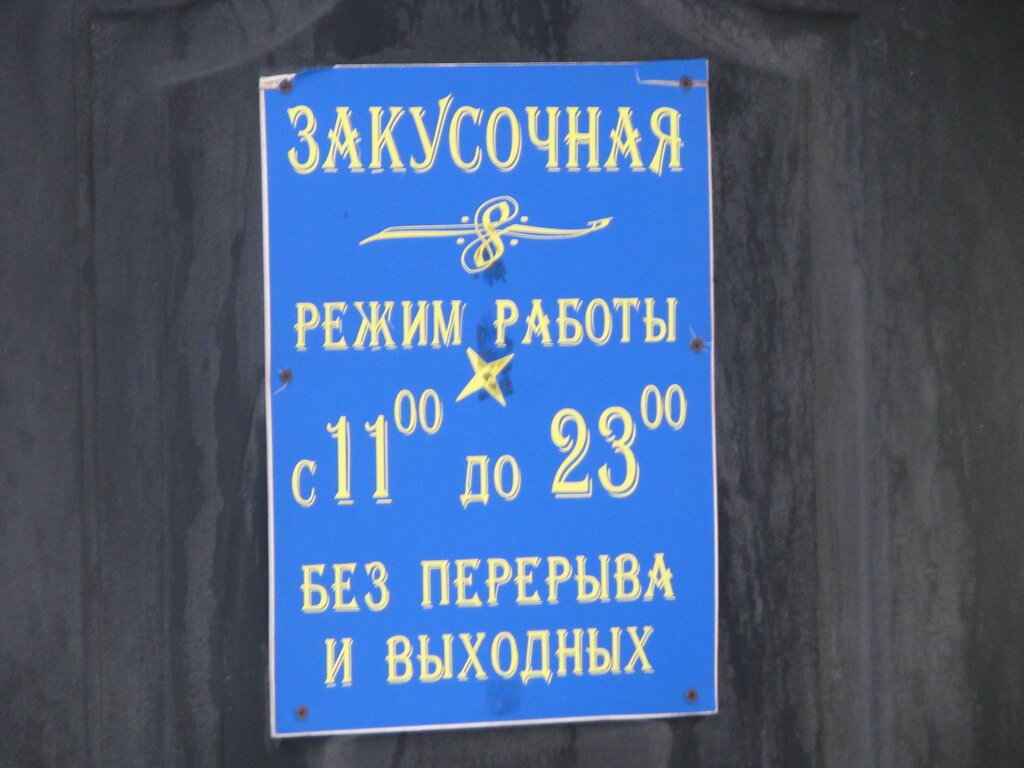 ЗАКУСОЧНАЯ
РЕЖИМ РАБОТЫ
с 11 00 до 23 00
БЕЗ ПЕРЕРЫВА
И ВЫХОДНЫХ